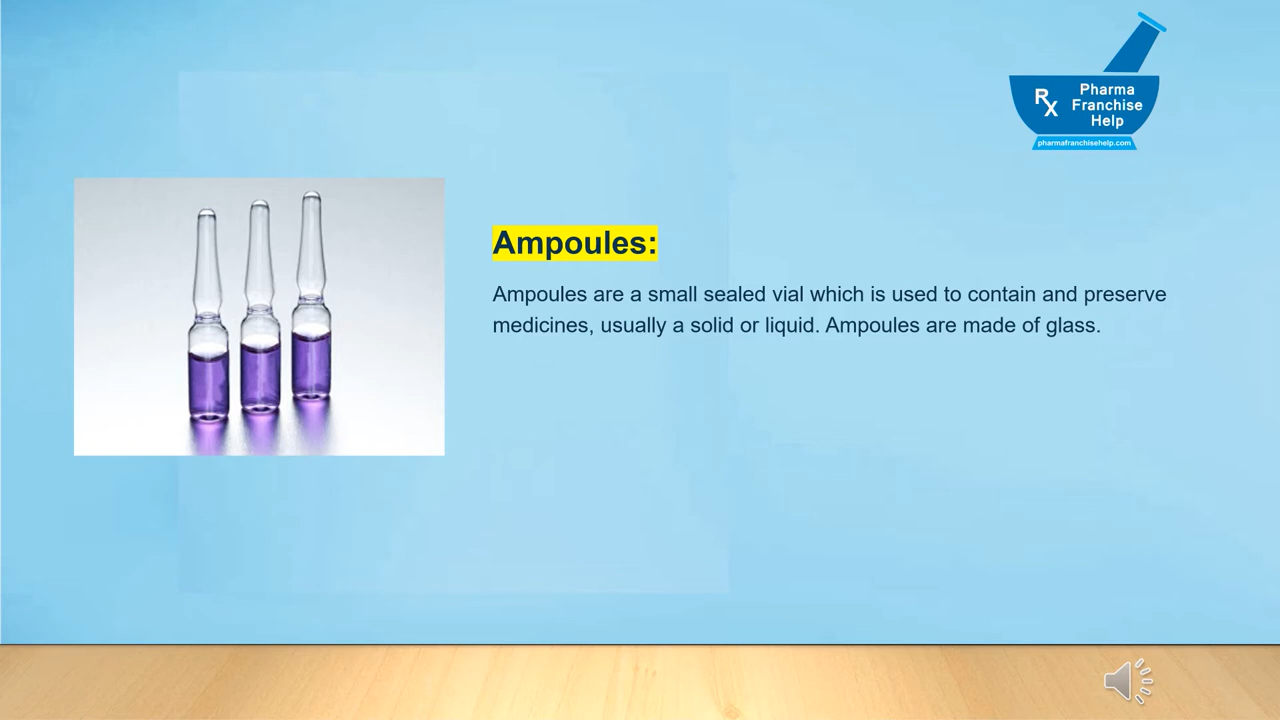 Rx
Pharma
Franchise
Help
pharmafranchisehelp.com
Ampoules:
Ampoules are a small sealed vial which is used to contain and preserve
medicines, usually a solid or liquid. Ampoules are made of glass.